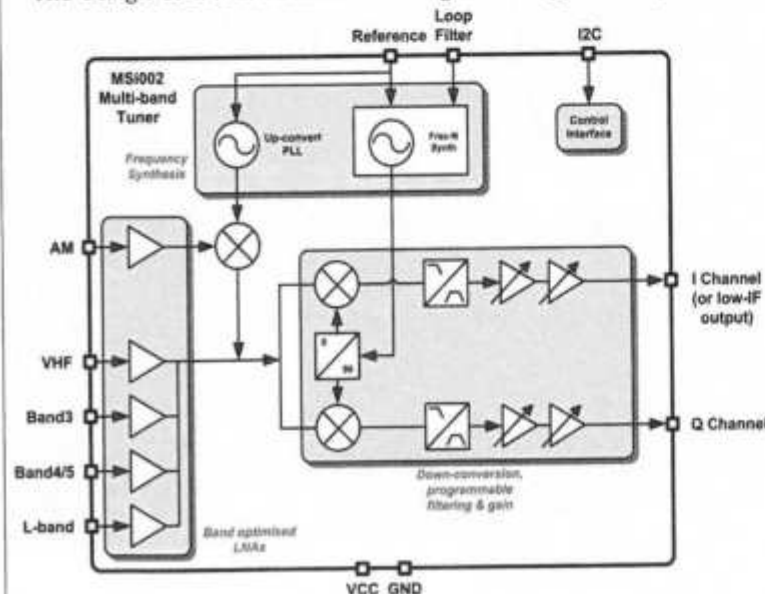 Reference
Loop
Filter
I2C
MSi002
Multi-band
Tuner
Up-convert
PLL
Frac-N
Synth
Control
Interface
Frequency
Synthesis
AM
VHF
Band3
Band4/5
L-band
0
90
I Channel
(or low-IF
output)
Q Channel
Band optimised
LNAs
Down-conversion,
programmable
filtering & gain
VCC GND